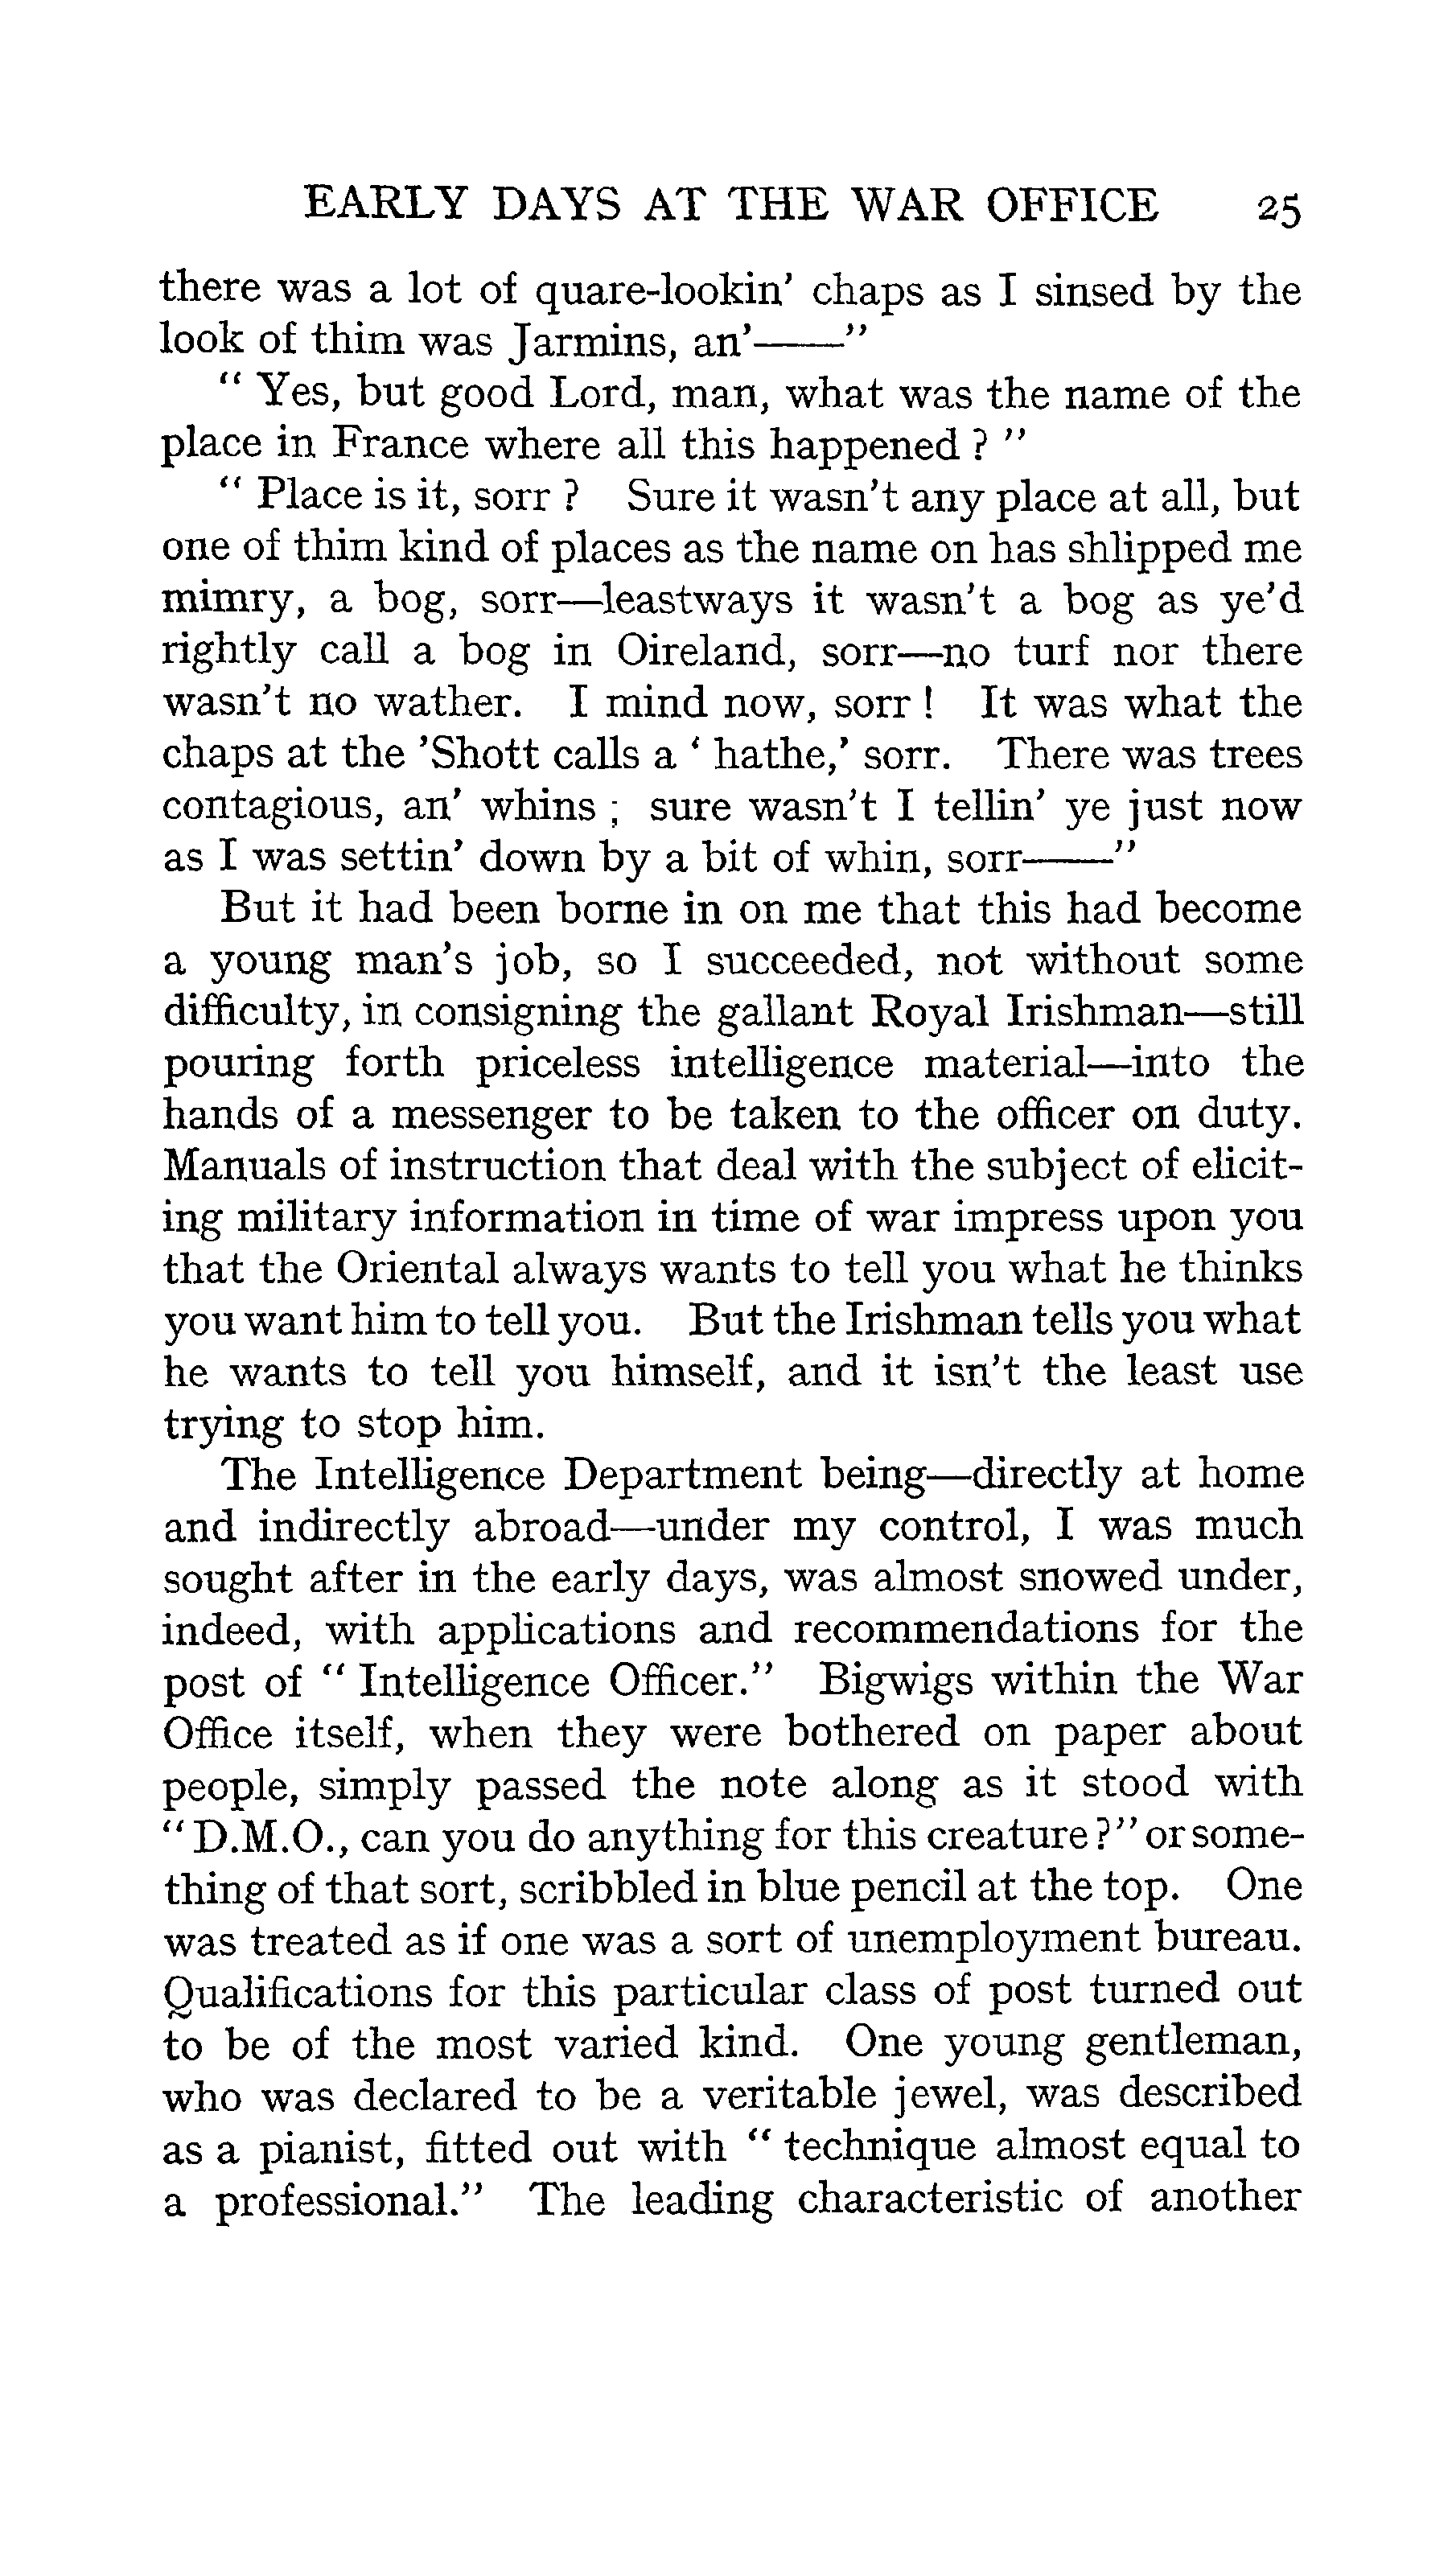 EARLY DAYS AT THE WAR OFFICE 25
there was a lot of quare-lookin' chaps as I sinsed by the
look of thim was Jarmins, an'——"
" Yes, but good Lord, man, what was the name of the
place in France where all this happened ? "
" Place is it, sorr ? Sure it wasn't any place at all, but
one of thim kind of places as the name on has shlipped me
mimry, a bog, sorr—leastways it wasn't a bog as ye'd
rightly call a bog in Oireland, sorr—no turf nor there
wasn't no wather. I mind now, sorr ! It was what the
chaps at the 'Shott calls a ' hathe,' sorr. There was trees
contagious, an' whins ; sure wasn't I tellin' ye just now
as I was settin' down by a bit of whin, sorr——"
But it had been borne in on me that this had become
a young man's job, so I succeeded, not without some
difficulty, in consigning the gallant Royal Irishman—still
pouring forth priceless intelligence material—into the
hands of a messenger to be taken to the officer on duty.
Manuals of instruction that deal with the subject of elicit-
ing military information in time of war impress upon you
that the Oriental always wants to tell you what he thinks
you want him to tell you. But the Irishman tells you what
he wants to tell you himself, and it isn't the least use
trying to stop him.
The Intelligence Department being—directly at home
and indirectly abroad—under my control, I was much
sought after in the early days, was almost snowed under,
indeed, with applications and recommendations for the
post of " Intelligence Officer." Bigwigs within the War
Office itself, when they were bothered on paper about
people, simply passed the note along as it stood with
" D.M.O., can you do anything for this creature ?" or some-
thing of that sort, scribbled in blue pencil at the top. One
was treated as if one was a sort of unemployment bureau.
Qualifications for this particular class of post turned out
to be of the most varied kind. One young gentleman,
who was declared to be a veritable jewel, was described
as a pianist, fitted out with " technique almost equal to
a professional." The leading characteristic of another